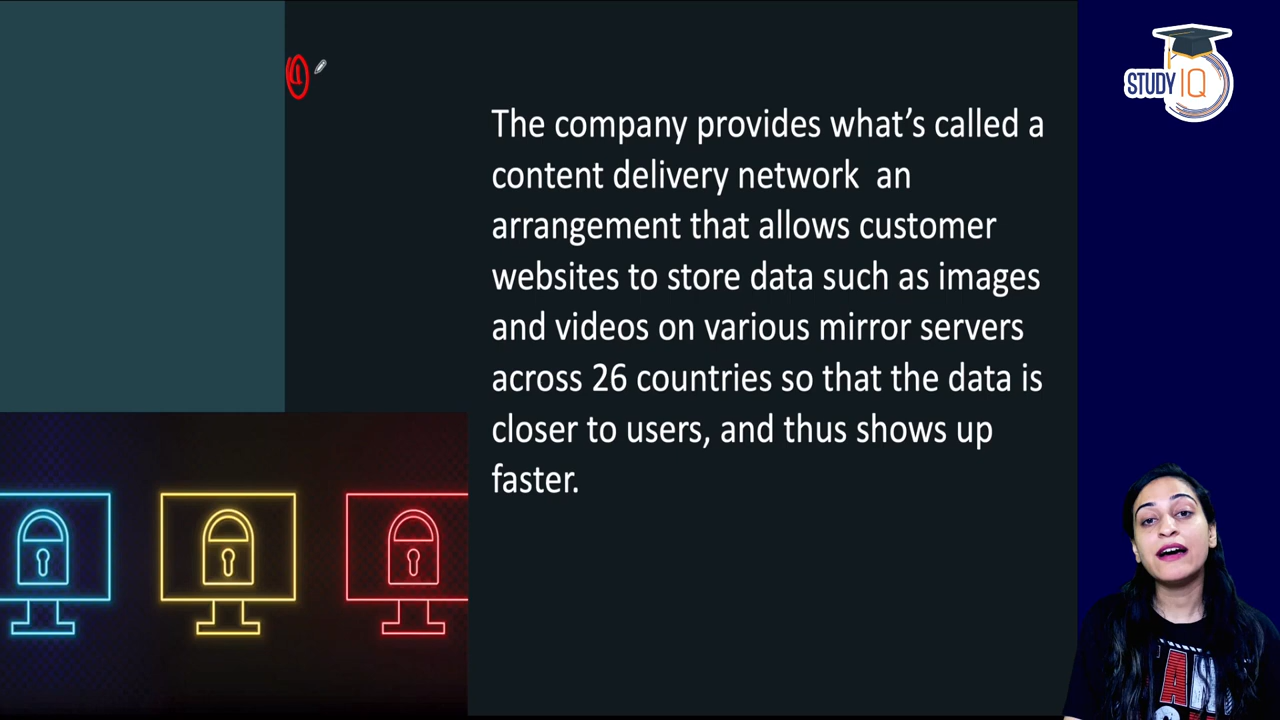 ①
The company provides what's called a
content delivery network  an
arrangement that allows customer
websites to store data such as images
and videos on various mirror servers
across 26 countries so that the data is
closer to users, and thus shows up
faster.
STUDY IQ